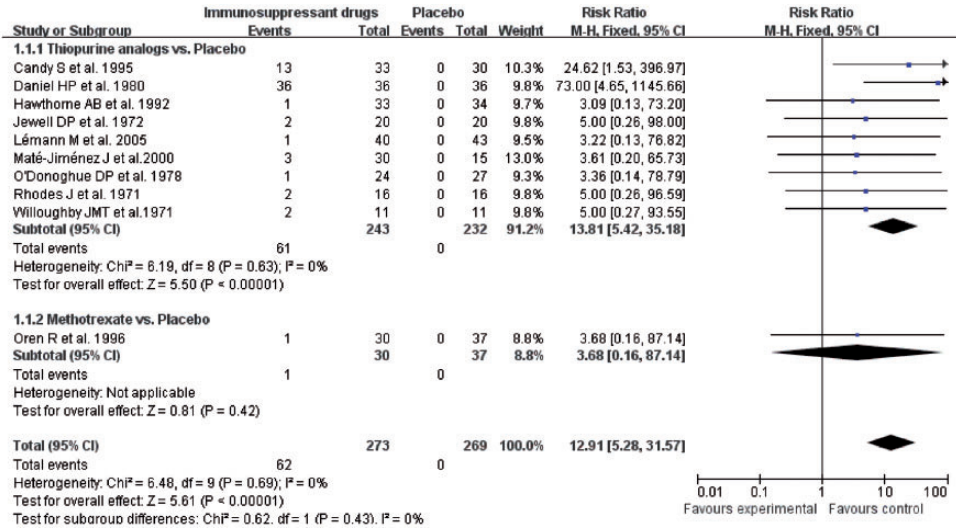 Immunosuppressant drugs Placebo Risk Ratio Risk Ratio
Study or Subgroup Events Total Events Total Weight M-H, Fixed, 95% CI M-H, Fixed, 95% CI
1.1.1 Thiopurine analogs vs. Placebo
Candy S et al. 1995 13 33 0 30 10.3% 24.62 [1.53, 396.97]
Daniel HP et al. 1980 36 36 0 36 9.8% 73.00 [4.65, 1145.66]
Hawthorne AB et al. 1992 1 33 0 34 9.3% 3.09 [0.13, 73.20]
Jewell DP et al. 1972 2 20 0 20 9.8% 5.00 [0.26, 98.00]
Lémann M et al. 2005 1 40 0 43 9.5% 3.22 [0.13, 76.82]
Maté-Jiménez J et al.2000 3 30 0 15 13.0% 3.61 [0.20, 65.73]
O'Donoghue DP et al. 1978 1 24 0 27 9.3% 3.36 [0.14, 78.79]
Rhodes J et al. 1971 2 16 0 16 9.8% 5.00 [0.26, 96.59]
Willoughby JMT et al.1971 2 11 0 11 9.8% 5.00 [0.27, 93.55]
Subtotal (95% CI) 243 232 91.2% 13.81 [5.42, 35.18]
Total events 61 0
Heterogeneity: Chi² = 6.19, df = 8 (P = 0.63); I² = 0%
Test for overall effect: Z = 5.50 (P < 0.00001)
1.1.2 Methotrexate vs. Placebo
Oren R et al. 1996 1 30 0 37 8.8% 3.68 [0.16, 87.14]
Subtotal (95% CI) 30 37 8.8% 3.68 [0.16, 87.14]
Total events 1 0
Heterogeneity: Not applicable
Test for overall effect: Z = 0.81 (P = 0.42)
Total (95% CI) 273 269 100.0% 12.91 [5.28, 31.57]
Total events 62 0
Heterogeneity: Chi² = 6.48, df = 9 (P = 0.69); I² = 0%
Test for overall effect: Z = 5.61 (P < 0.00001)
Test for subgroup differences: Chi² = 0.62, df = 1 (P = 0.43), I² = 0%
0.01 0.1 1 10 100
Favours experimental Favours control